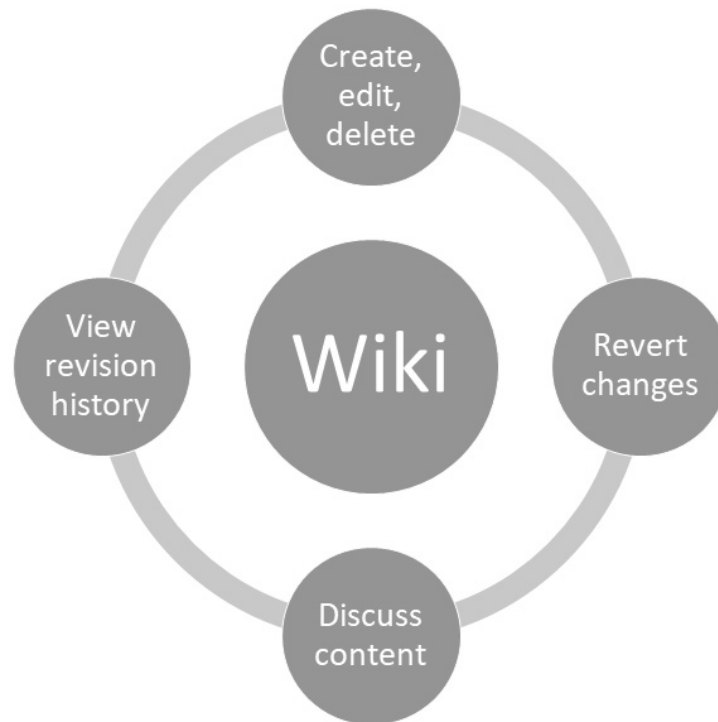 Create,
edit,
delete
View
revision
history
Wiki
Revert
changes
Discuss
content